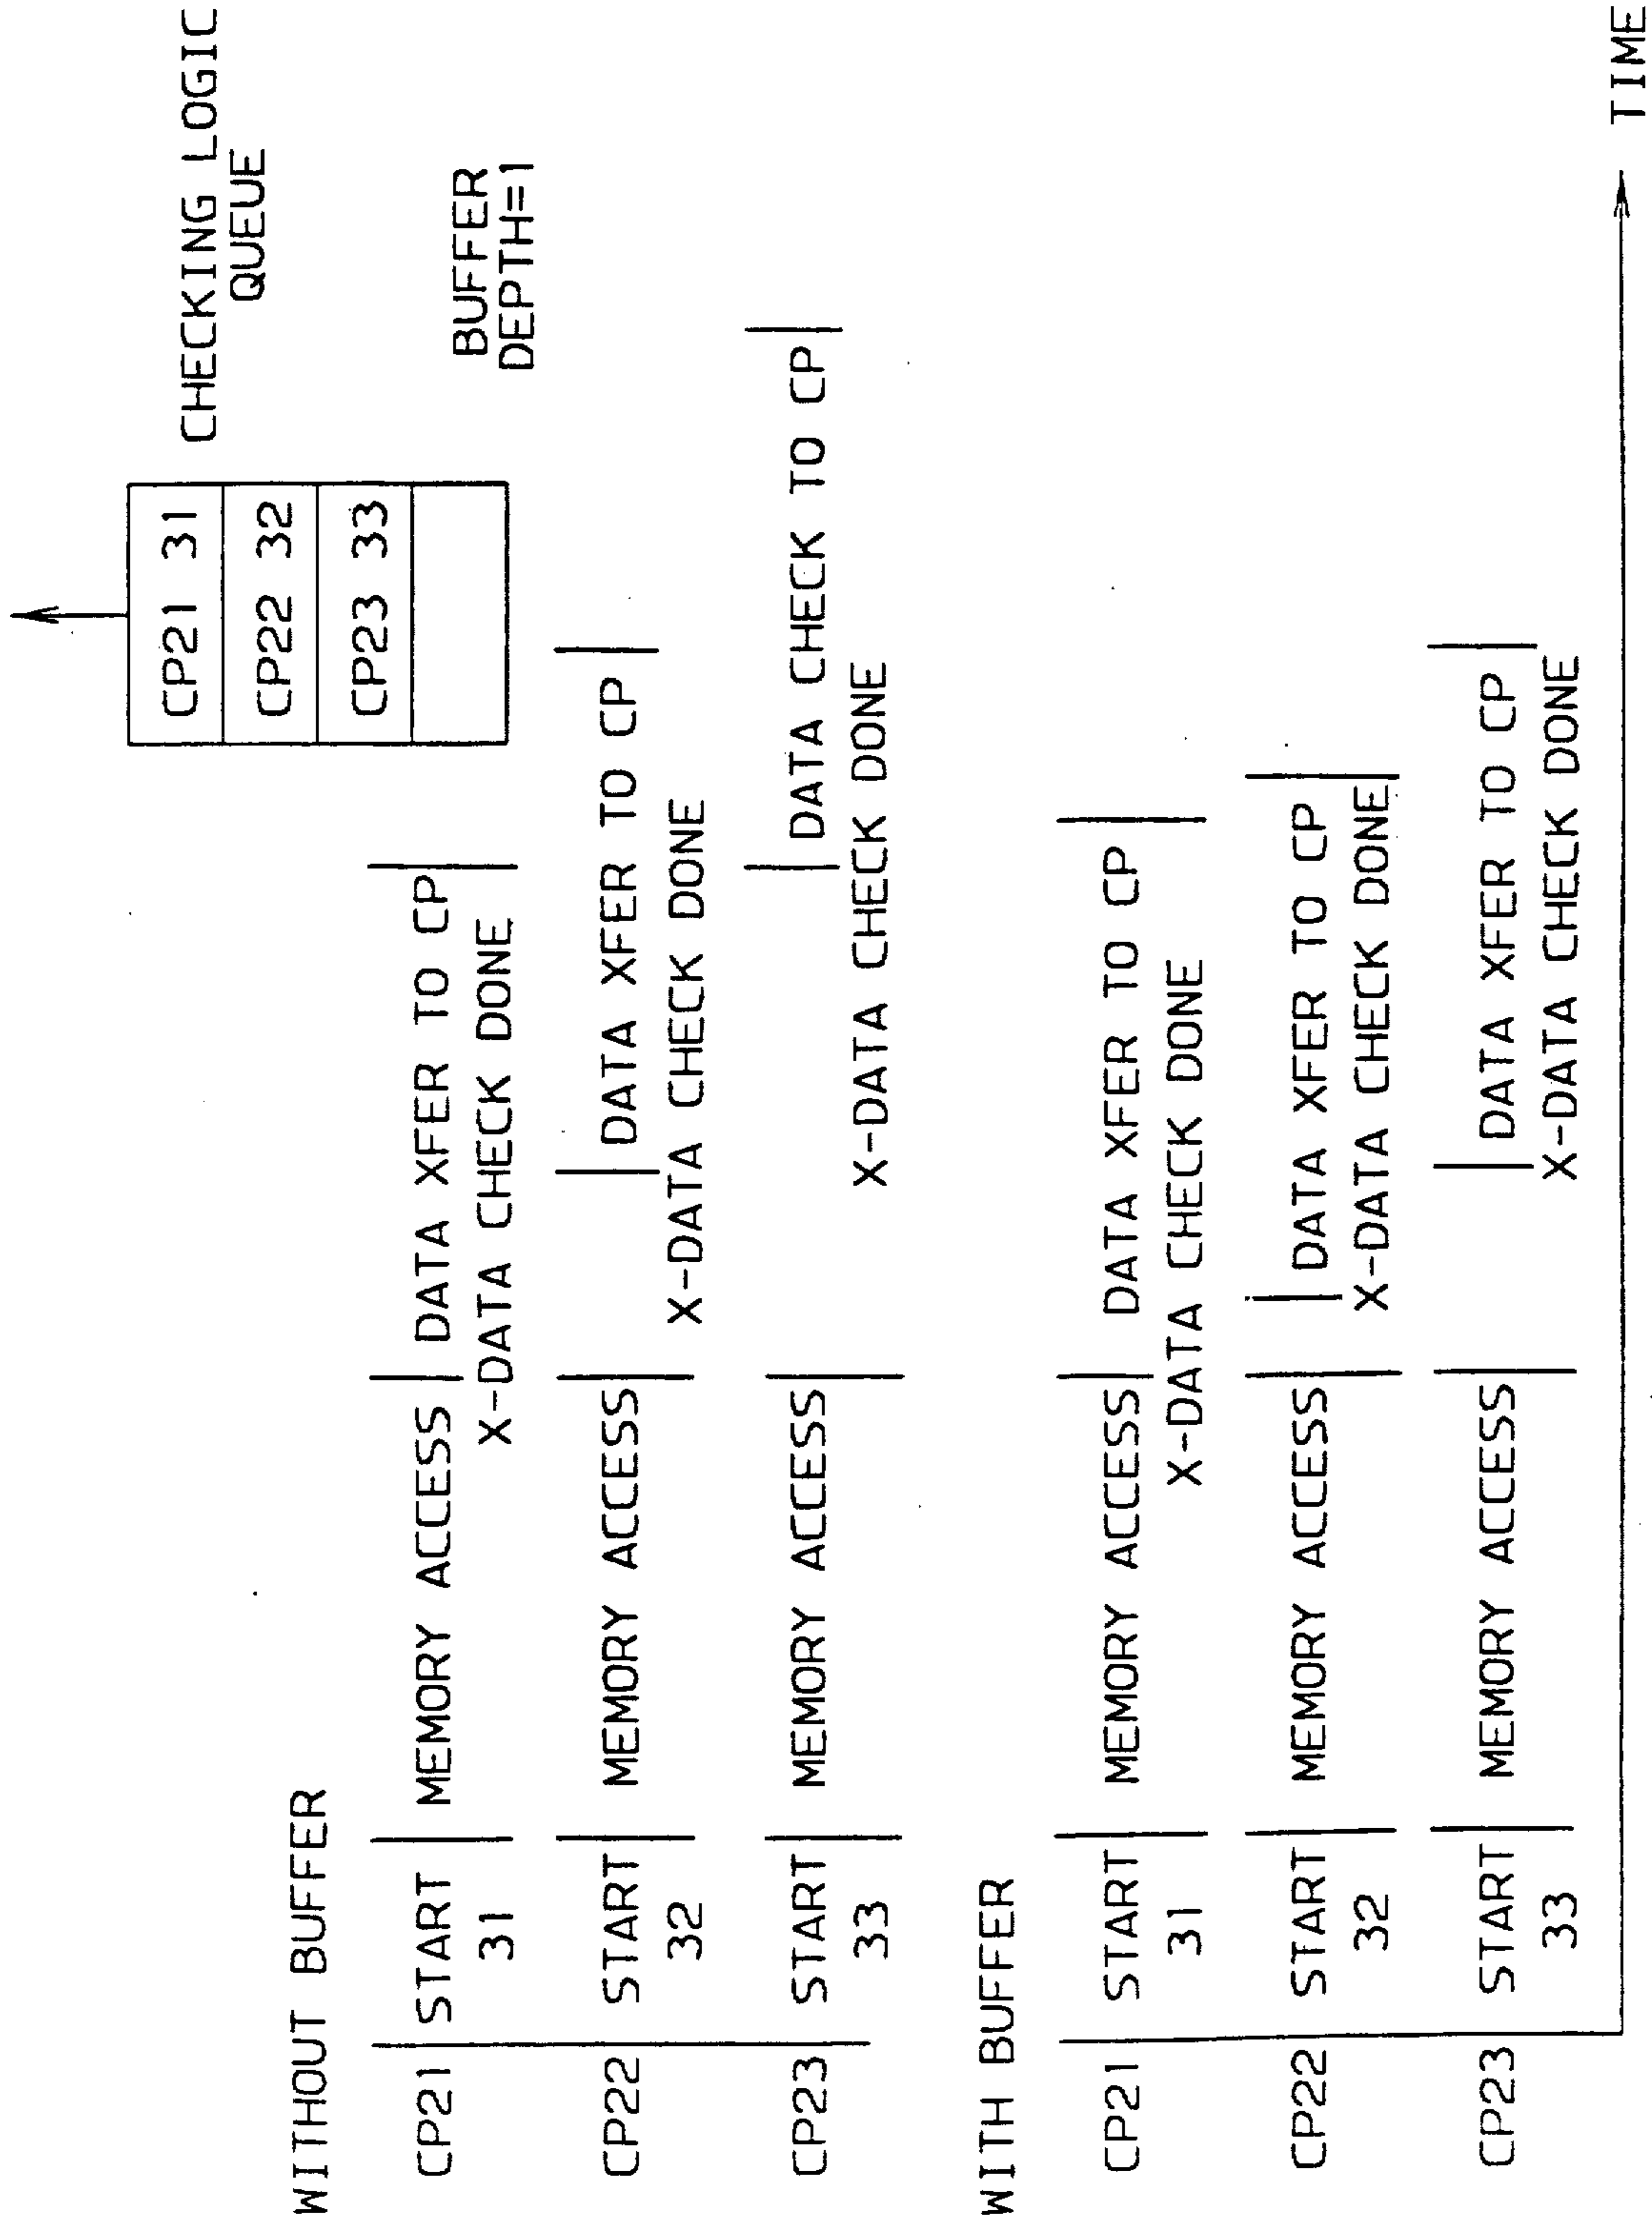 CHECKING LOGIC
QUEUE
CP21 31
CP22 32
CP23 33
BUFFER
DEPTH=1
WITHOUT BUFFER
CP21 START MEMORY ACCESS DATA XFER TO CP
31 X-DATA CHECK DONE
CP22 START MEMORY ACCESS DATA XFER TO CP
32 X-DATA CHECK DONE
CP23 START MEMORY ACCESS DATA CHECK TO CP
33 X-DATA CHECK DONE
WITH BUFFER
CP21 START MEMORY ACCESS DATA XFER TO CP
31 X-DATA CHECK DONE
CP22 START MEMORY ACCESS DATA XFER TO CP
32 X-DATA CHECK DONE
CP23 START MEMORY ACCESS DATA XFER TO CP
33 X-DATA CHECK DONE
TIME